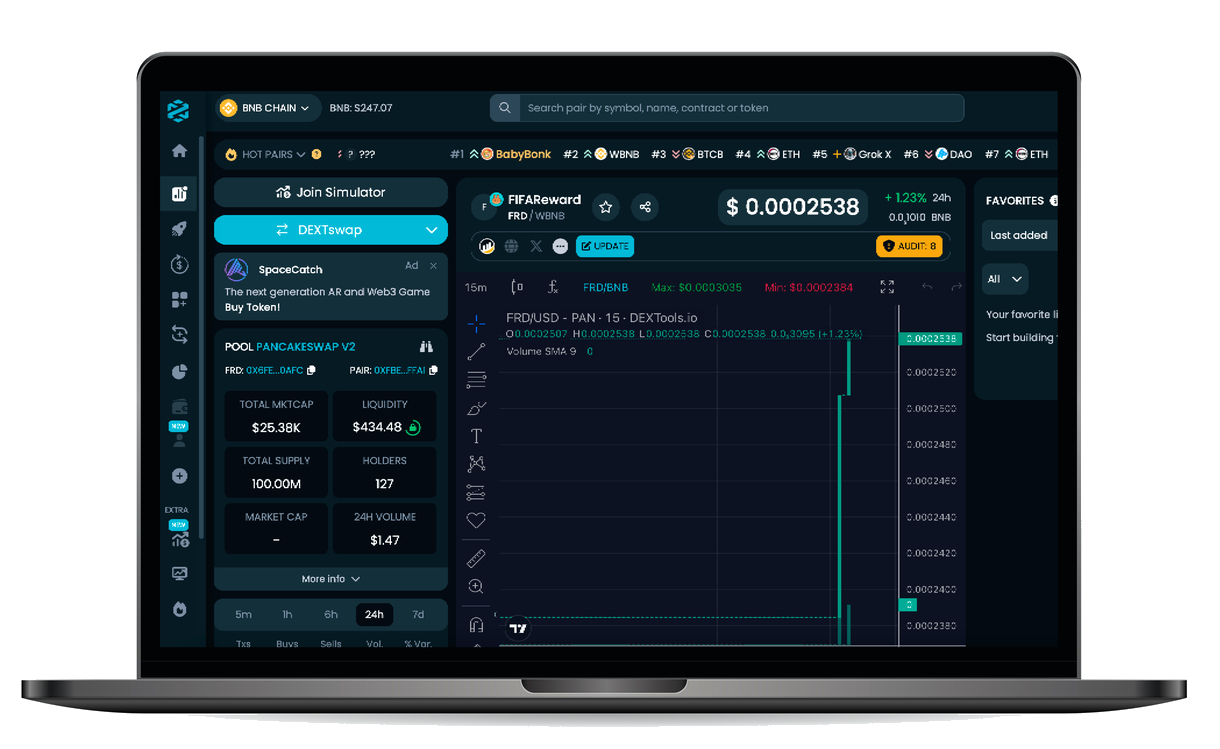 BNB CHAIN
BNB: $247.07
Search pair by symbol, name, contract or token
HOT PAIRS ? ? ???
#1 BabyBonk #2 WBNB #3 BTCB #4 ETH #5 Grok X #6 DAO #7 ETH
Join Simulator
DEXTswap
SpaceCatch Ad ×
The next generation AR and Web3 Game
Buy Token!
POOL PANCAKESWAP V2
FRD: 0X6FE...0AFC PAIR: 0XFBE...FFA1
TOTAL MKTCAP LIQUIDITY
$25.38K $434.48
TOTAL SUPPLY HOLDERS
100.00M 127
MARKET CAP 24H VOLUME
- $1.47
More info
5m 1h 6h 24h 7d
Txs Buys Sells Vol. % Var.
NEW
EXTRA
NEW
F
FIFAReward
FRD / WBNB
$ 0.0002538
+ 1.23% 24h
0.0₆1010 BNB
X UPDATE
AUDIT: 8
15m FRD/BNB Max: $0.0003035 Min: $0.0002384
FRD/USD - PAN · 15 · DEXTools.io
O0.0002507 H0.0002538 L0.0002538 C0.0002538 0.0₅3095 (+1.23%)
Volume SMA 9 0
T
0.0002538
0.0002520
0.0002500
0.0002480
0.0002460
0.0002440
0.0002420
0.0002400
0
0.0002380
FAVORITES
Last added
All
Your favorite li
Start building